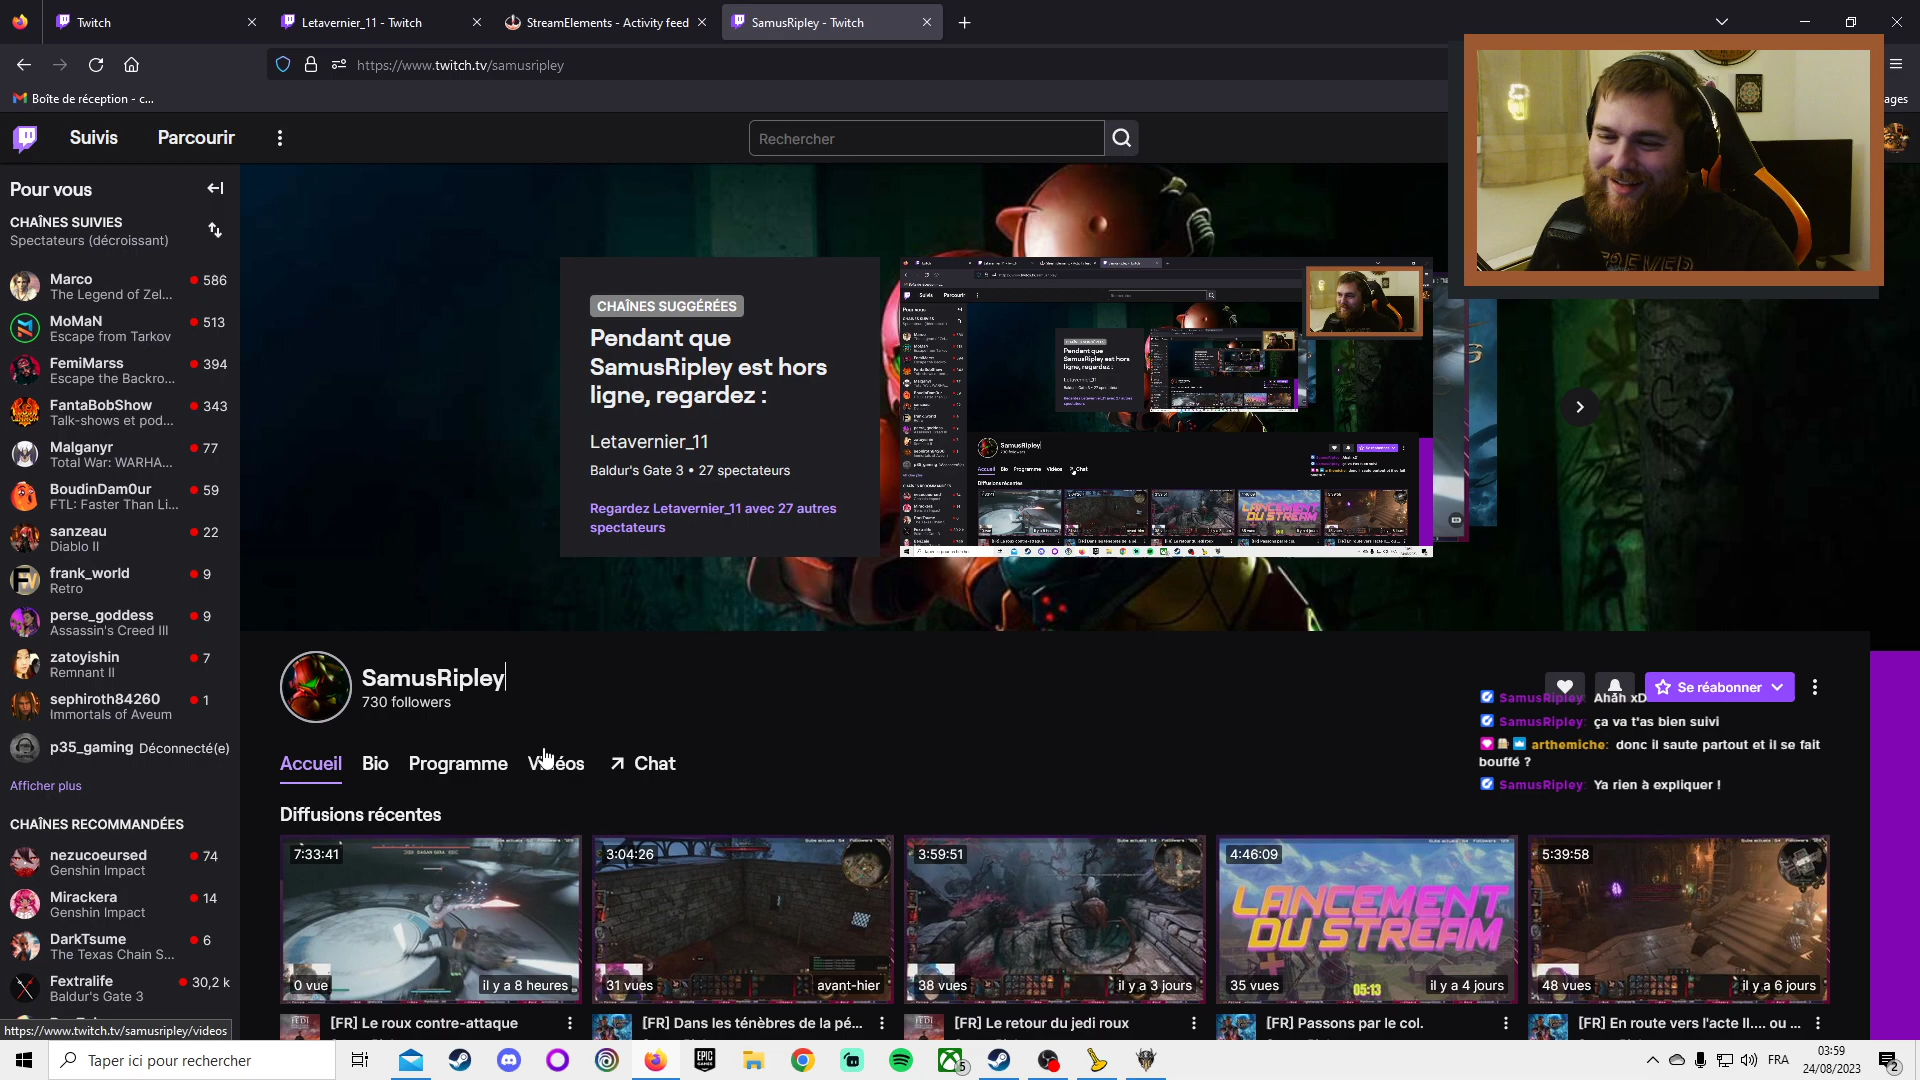 Twitch
Letavernier_11 - Twitch
StreamElements - Activity feed
SamusRipley - Twitch
https://www.twitch.tv/samusripley
Boîte de réception - c...
ages
Suivis
Parcourir
Rechercher
Pour vous
CHAÎNES SUIVIES
Spectateurs (décroissant)
Marco
586
The Legend of Zel...
MoMaN
513
Escape from Tarkov
FemiMarss
394
Escape the Backro...
FantaBobShow
343
Talk-shows et pod...
Malganyr
77
Total War: WARHA...
BoudinDam0ur
59
FTL: Faster Than Li...
sanzeau
22
Diablo II
frank_world
9
Retro
perse_goddess
9
Assassin's Creed III
zatoyishin
7
Remnant II
sephiroth84260
1
Immortals of Aveum
p35_gaming Déconnecté(e)
Afficher plus
CHAÎNES RECOMMANDÉES
nezucoeursed
74
Genshin Impact
Mirackera
14
Genshin Impact
DarkTsume
6
The Texas Chain S...
Fextralife
30,2 k
Baldur's Gate 3
https://www.twitch.tv/samusripley/videos
CHAÎNES SUGGÉRÉES
Pendant que
SamusRipley est hors
ligne, regardez :
Letavernier_11
Baldur's Gate 3 • 27 spectateurs
Regardez Letavernier_11 avec 27 autres
spectateurs
SamusRipley
730 followers
Se réabonner
SamusRipley: Ahah xD
SamusRipley: ça va t'as bien suivi
arthemiche: donc il saute partout et il se fait
bouffé ?
SamusRipley: Ya rien à expliquer !
Accueil
Bio
Programme
Vidéos
Chat
Diffusions récentes
7:33:41
0 vue
il y a 8 heures
[FR] Le roux contre-attaque
3:04:26
31 vues
avant-hier
[FR] Dans les ténèbres de la pé...
3:59:51
38 vues
il y a 3 jours
[FR] Le retour du jedi roux
4:46:09
LANCEMENT
DU STREAM
05:13
35 vues
il y a 4 jours
[FR] Passons par le col.
5:39:58
48 vues
il y a 6 jours
[FR] En route vers l'acte II.... ou ...
Taper ici pour rechercher
EPIC
GAMES
5
FRA
03:59
24/08/2023
2